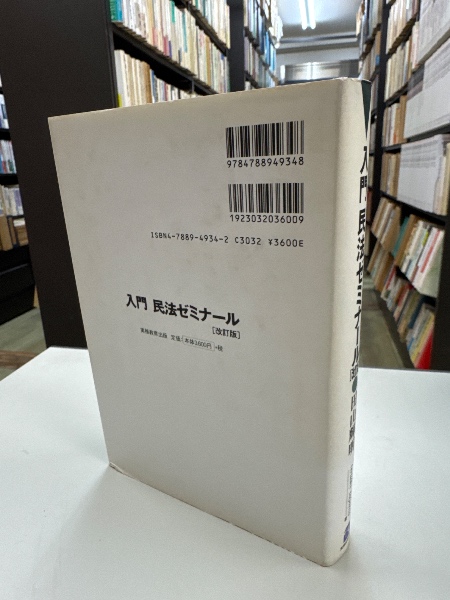 9784788949348
1923032036009
ISBN4-7889-4934-2 C3032 ¥3600E
入門 民法ゼミナール
[改訂版]
実務教育出版 定価 本体3,600円 +税
入門 民法ゼミナール